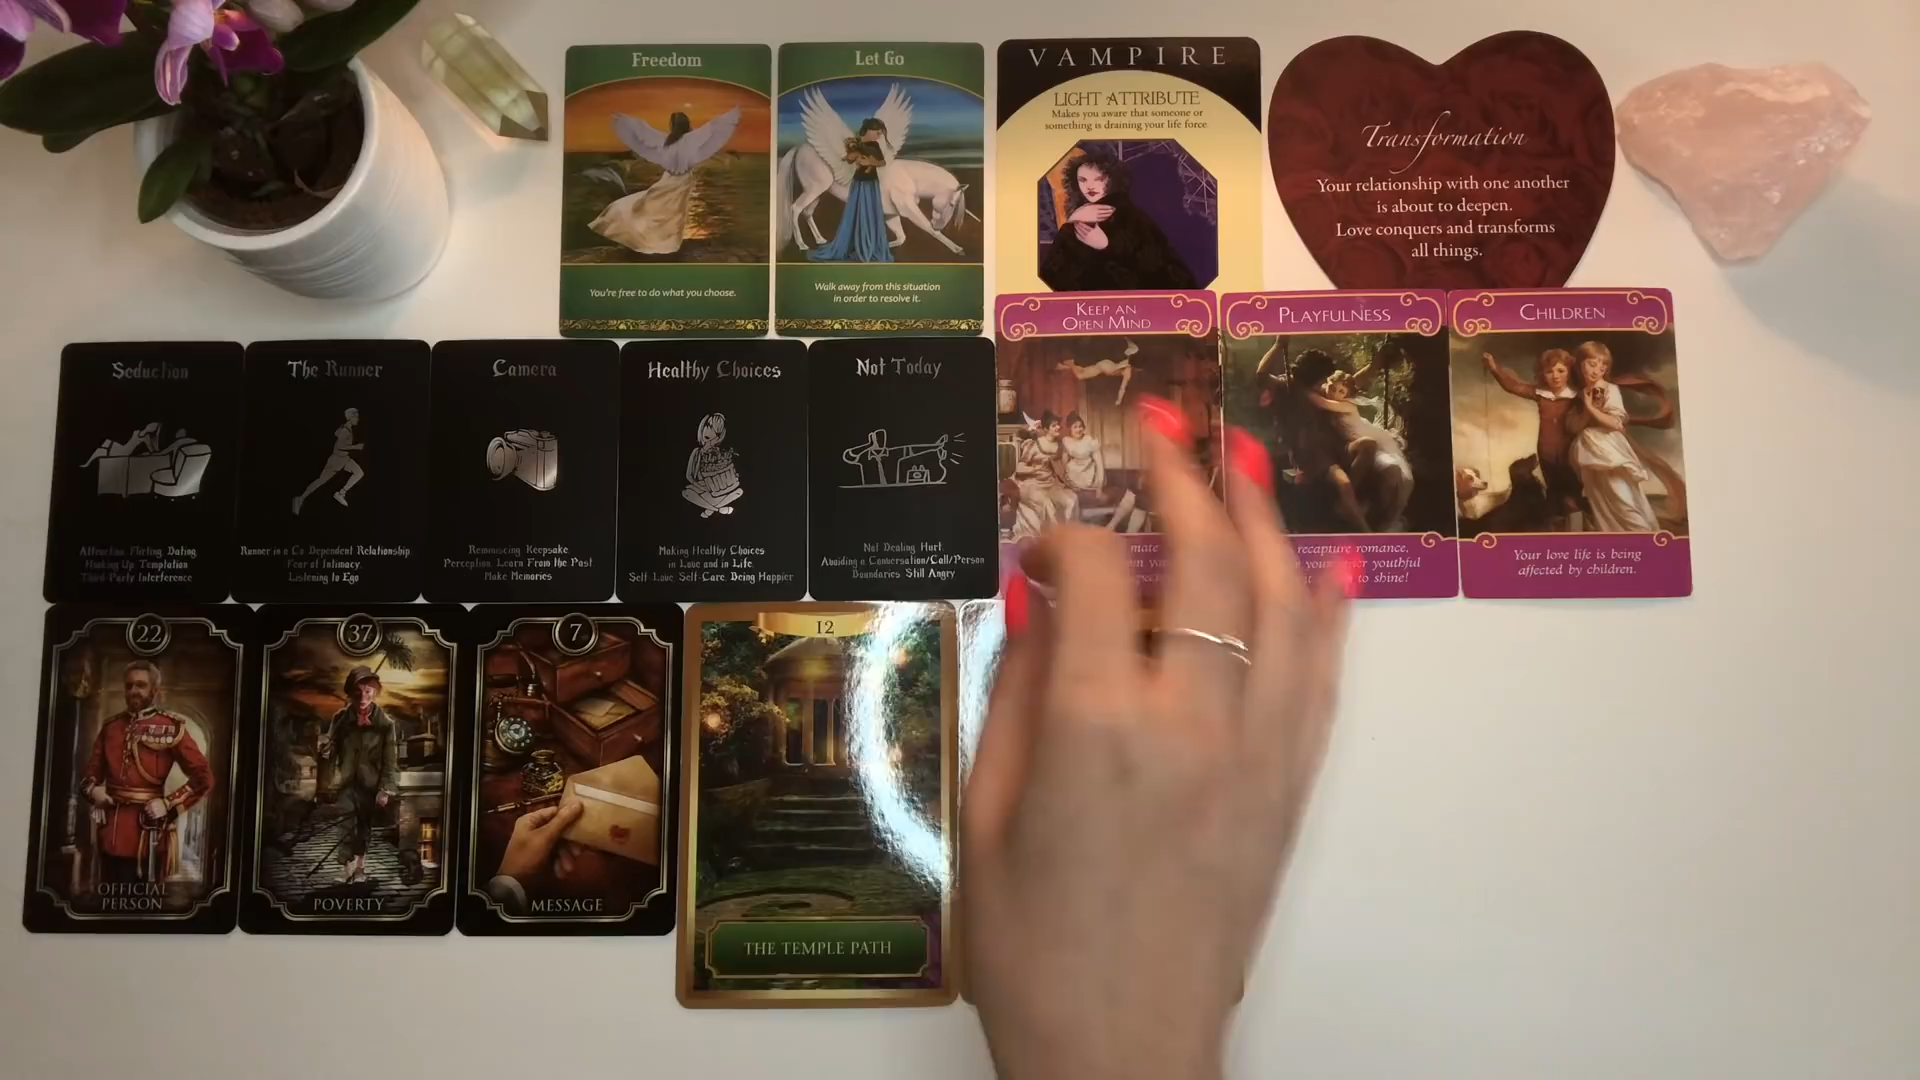 Freedom
You're free to do what you choose.
Let Go
Walk away from this situation
in order to resolve it.
VAMPIRE
LIGHT ATTRIBUTE
Makes you aware that someone or
something is draining your life force.
Transformation
Your relationship with one another
is about to deepen.
Love conquers and transforms
all things.
Seduction
Attraction Flirting Dating
Hooking Up Temptation
Third Party Interference
The Runner
Runner in a Co Dependent Relationship
Fear of Intimacy
Listening to Ego
Camera
Reminiscing Keepsake
Perception Learn From the Past
Make Memories
Healthy Choices
Making Healthy Choices
in Love and in Life
Self Love Self Care Being Happier
Not Today
Not Dealing Hurt
Avoiding a Conversation/Call/Person
Boundaries Still Angry
KEEP AN
OPEN MIND
mate
PLAYFULNESS
recapture romance,
youthful
to shine!
CHILDREN
Your love life is being
affected by children.
22
OFFICIAL
PERSON
37
POVERTY
7
MESSAGE
12
THE TEMPLE PATH